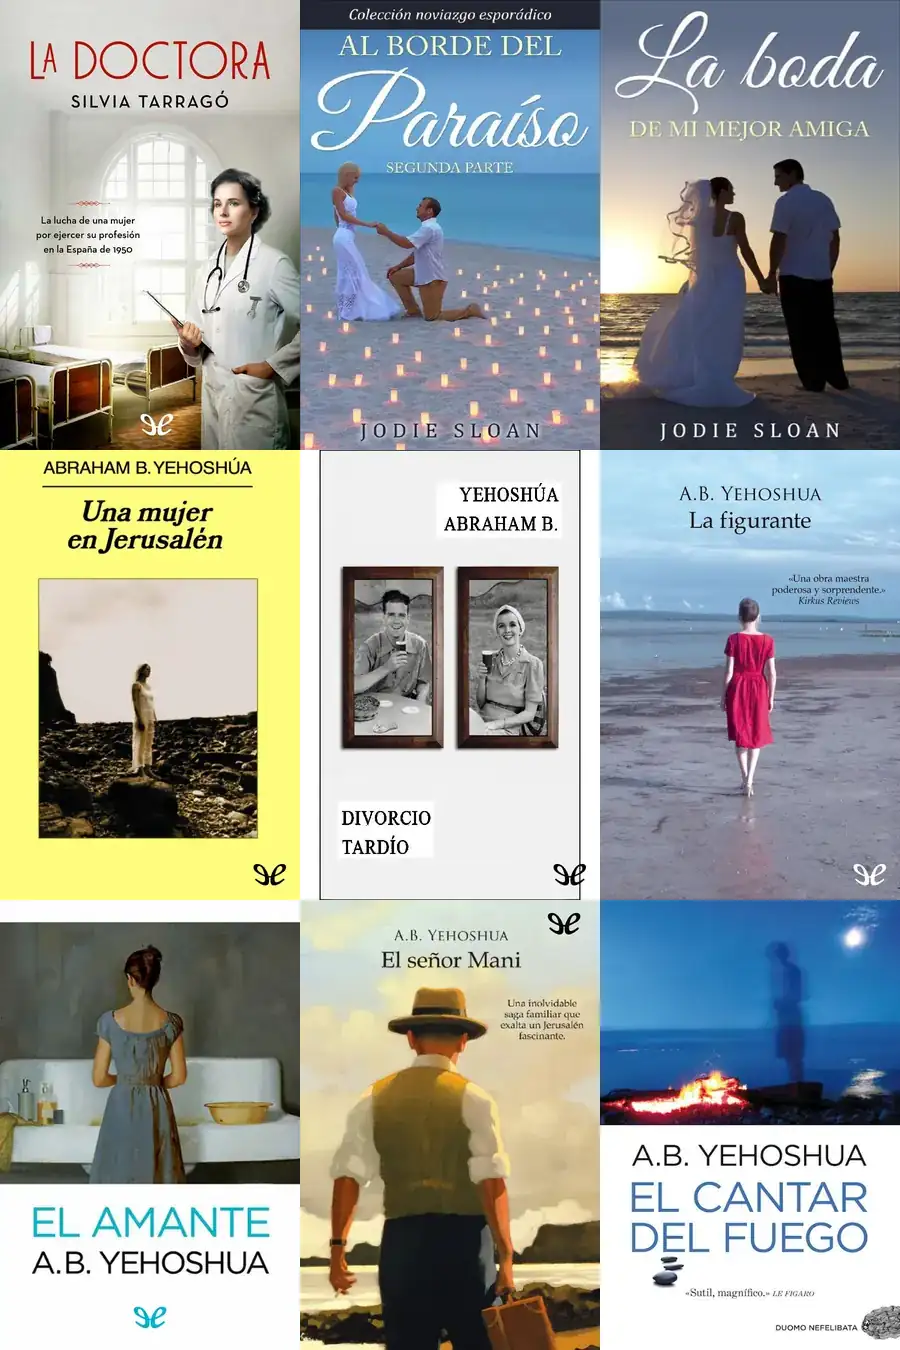 LA DOCTORA
SILVIA TARRAGÓ
La lucha de una mujer
por ejercer su profesión
en la España de 1950
Colección noviazgo esporádico
AL BORDE DEL
Paraíso
SEGUNDA PARTE
JODIE SLOAN
La boda
DE MI MEJOR AMIGA
JODIE SLOAN
ABRAHAM B. YEHOSHÚA
Una mujer
en Jerusalén
YEHOSHÚA
ABRAHAM B.
DIVORCIO
TARDÍO
A.B. YEHOSHUA
La figurante
«Una obra maestra
poderosa y sorprendente.»
Kirkus Reviews
EL AMANTE
A.B. YEHOSHUA
A.B. YEHOSHUA
El señor Mani
Una inolvidable
saga familiar que
exalta un Jerusalén
fascinante.
A.B. YEHOSHUA
EL CANTAR
DEL FUEGO
«Sutil, magnífico.» LE FIGARO
DUOMO NEFELIBATA